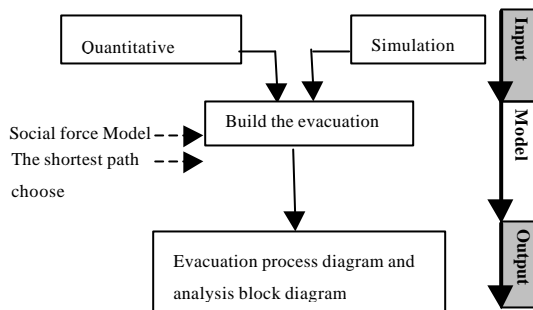 Quantitative
Simulation
Input
Build the evacuation
Social force Model
The shortest path
choose
Model
Evacuation process diagram and
analysis block diagram
Output